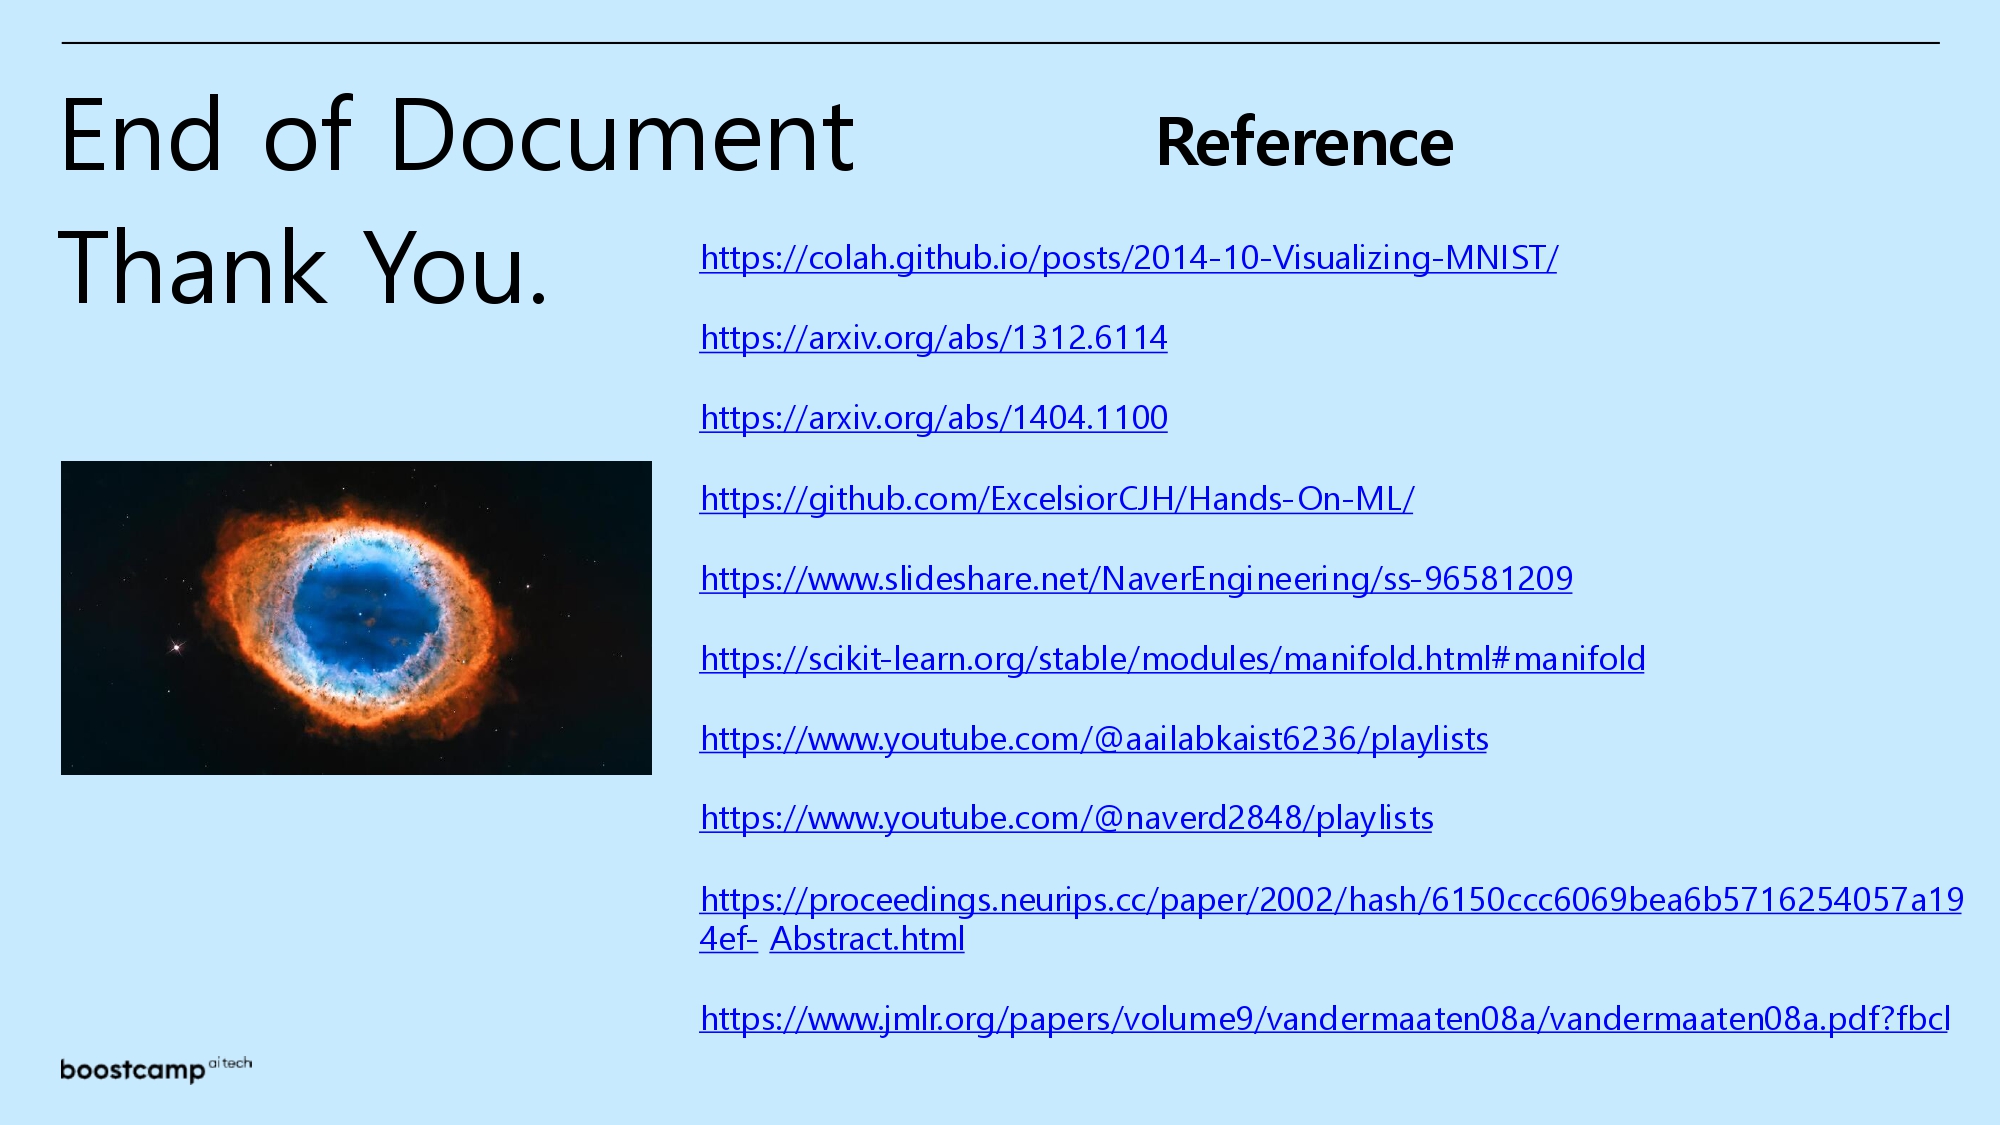 End of Document
Thank You.
Reference
https://colah.github.io/posts/2014-10-Visualizing-MNIST/
https://arxiv.org/abs/1312.6114
https://arxiv.org/abs/1404.1100
https://github.com/ExcelsiorCJH/Hands-On-ML/
https://www.slideshare.net/NaverEngineering/ss-96581209
https://scikit-learn.org/stable/modules/manifold.html#manifold
https://www.youtube.com/@aailabkaist6236/playlists
https://www.youtube.com/@naverd2848/playlists
https://proceedings.neurips.cc/paper/2002/hash/6150ccc6069bea6b5716254057a19
4ef- Abstract.html
https://www.jmlr.org/papers/volume9/vandermaaten08a/vandermaaten08a.pdf?fbcl
boostcamp ai tech